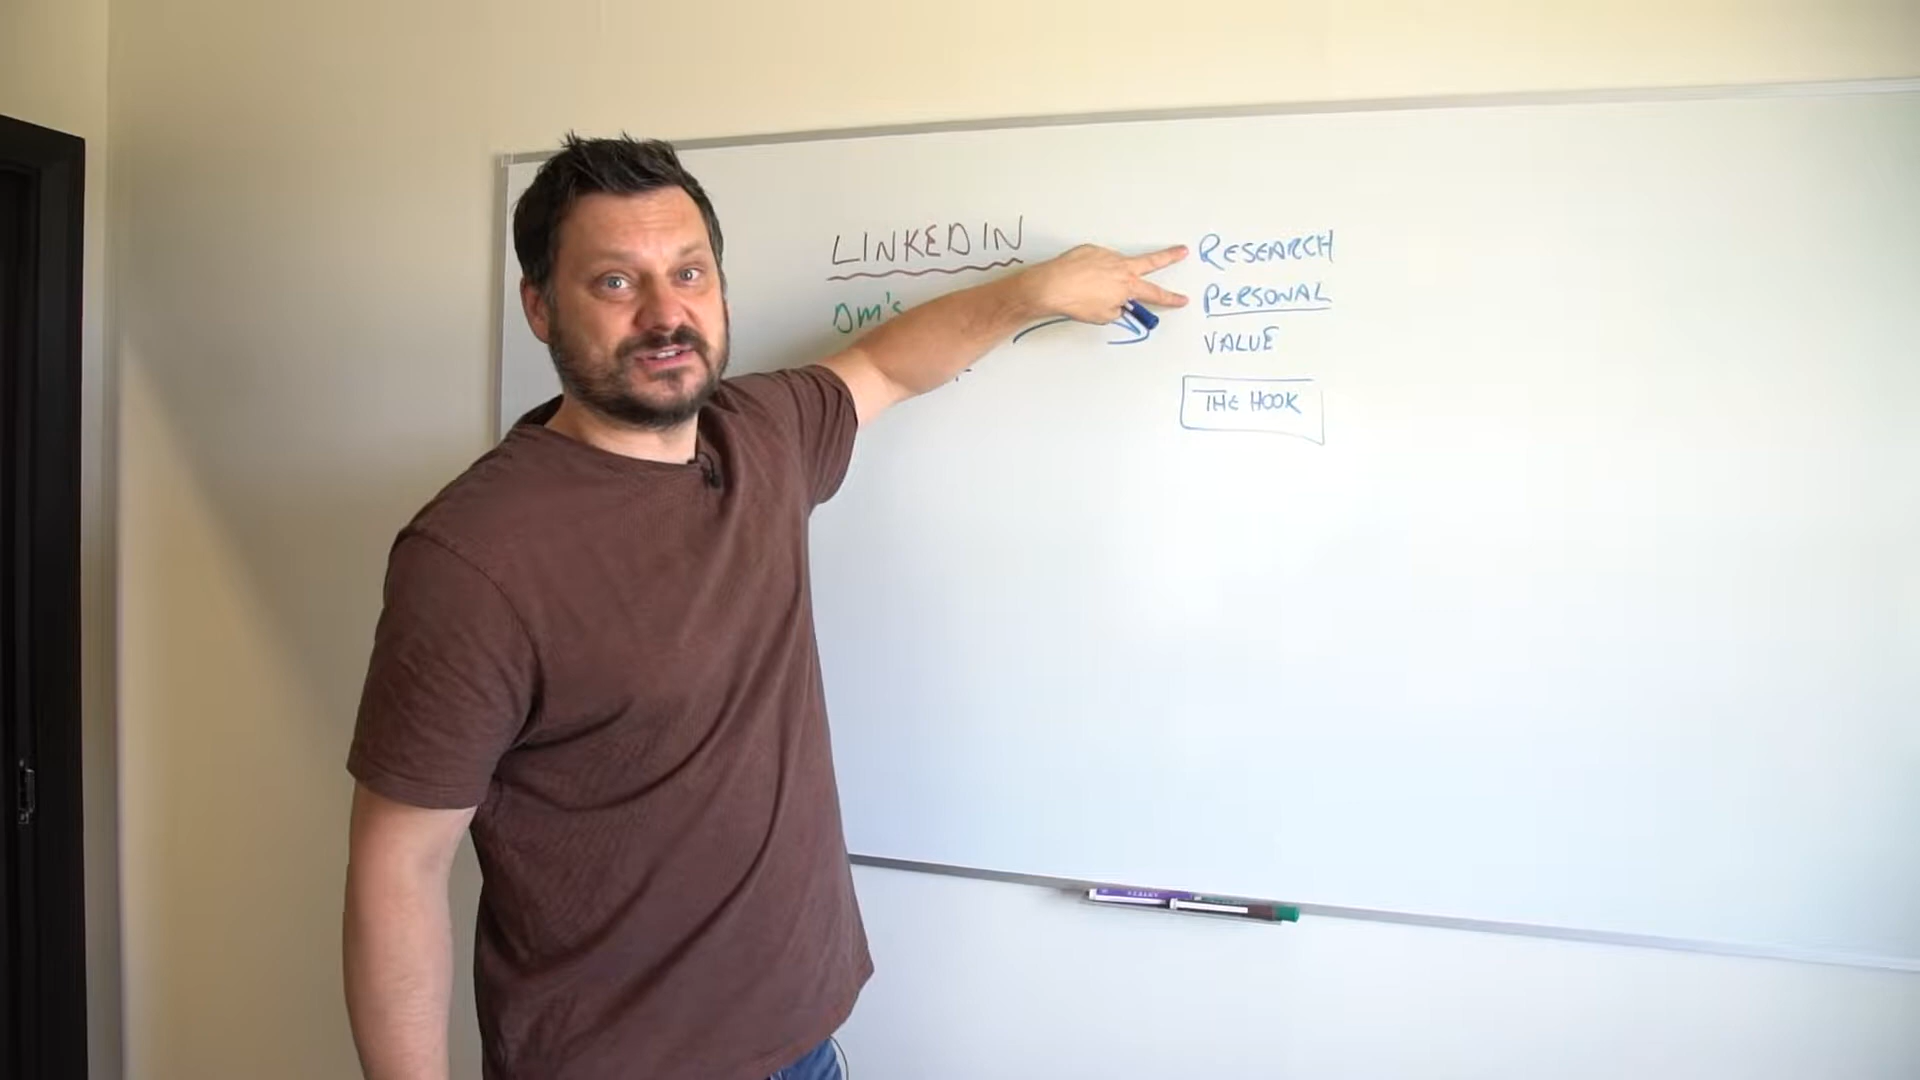 LINKEDIN
DM's
RESEARCH
PERSONAL
VALUE
THE HOOK